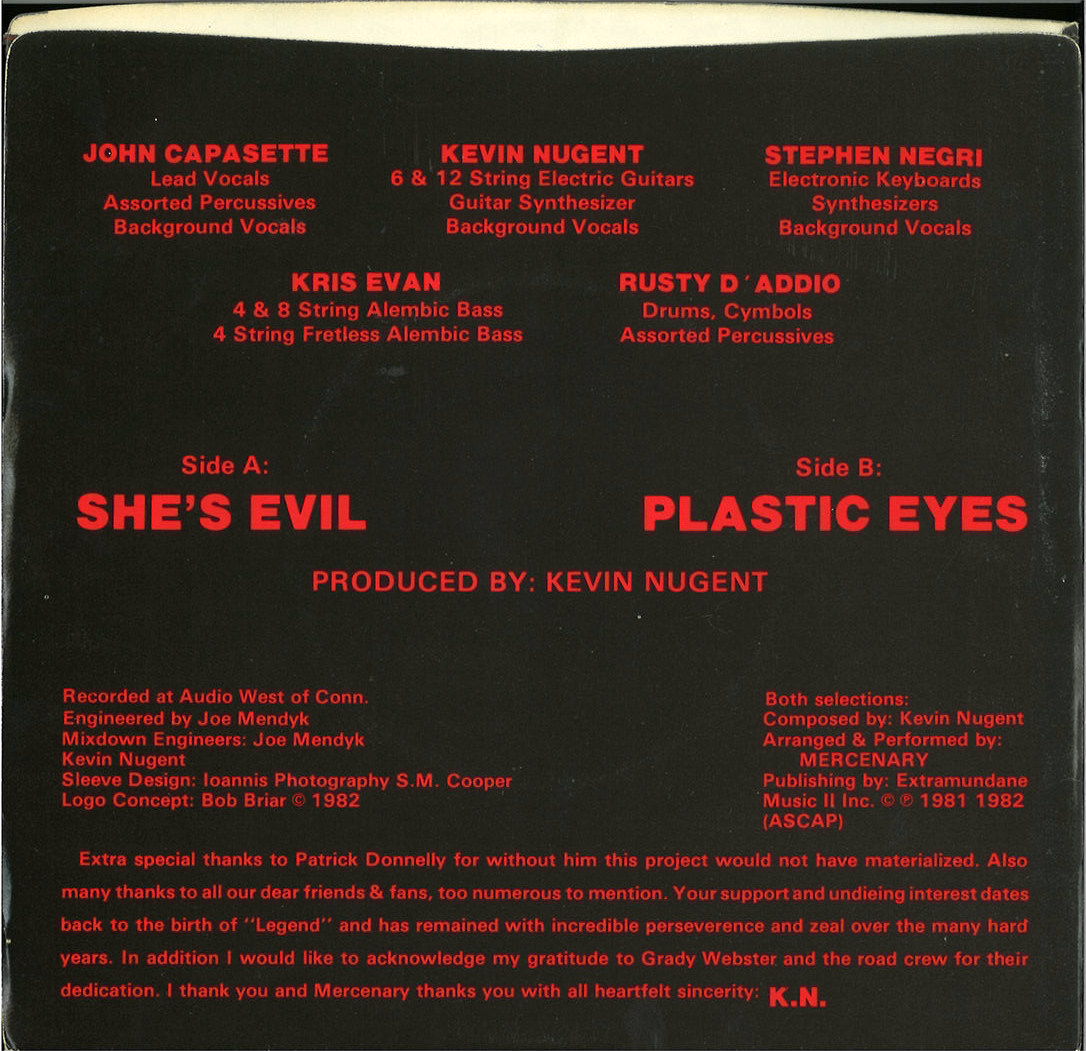 JOHN CAPASETTE
Lead Vocals
Assorted Percussives
Background Vocals
KEVIN NUGENT
6 & 12 String Electric Guitars
Guitar Synthesizer
Background Vocals
STEPHEN NEGRI
Electronic Keyboards
Synthesizers
Background Vocals
KRIS EVAN
4 & 8 String Alembic Bass
4 String Fretless Alembic Bass
RUSTY D'ADDIO
Drums, Cymbols
Assorted Percussives
Side A:
SHE'S EVIL
Side B:
PLASTIC EYES
PRODUCED BY: KEVIN NUGENT
Recorded at Audio West of Conn.
Engineered by Joe Mendyk
Mixdown Engineers: Joe Mendyk
Kevin Nugent
Sleeve Design: Ioannis Photography S.M. Cooper
Logo Concept: Bob Briar © 1982
Both selections:
Composed by: Kevin Nugent
Arranged & Performed by:
MERCENARY
Publishing by: Extramundane
Music II Inc. © ℗ 1981 1982
(ASCAP)
Extra special thanks to Patrick Donnelly for without him this project would not have materialized. Also
many thanks to all our dear friends & fans, too numerous to mention. Your support and undieing interest dates
back to the birth of "Legend" and has remained with incredible perseverence and zeal over the many hard
years. In addition I would like to acknowledge my gratitude to Grady Webster and the road crew for their
dedication. I thank you and Mercenary thanks you with all heartfelt sincerity: K.N.